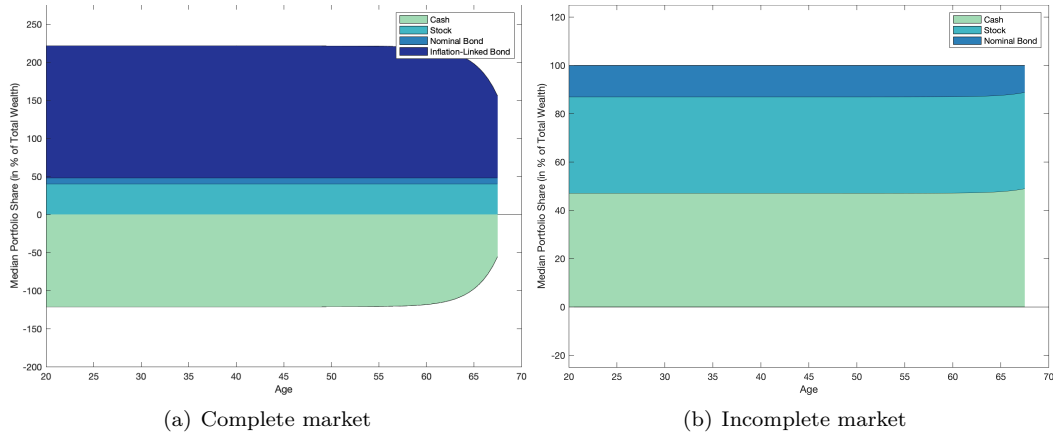 250
200
150
100
50
0
-50
-100
-150
-200
Median Portfolio Share (in % of Total Wealth)
20 25 30 35 40 45 50 55 60 65 70
Age
Cash
Stock
Nominal Bond
Inflation-Linked Bond
(a) Complete market
120
100
80
60
40
20
0
-20
Median Portfolio Share (in % of Total Wealth)
20 25 30 35 40 45 50 55 60 65 70
Age
Cash
Stock
Nominal Bond
(b) Incomplete market